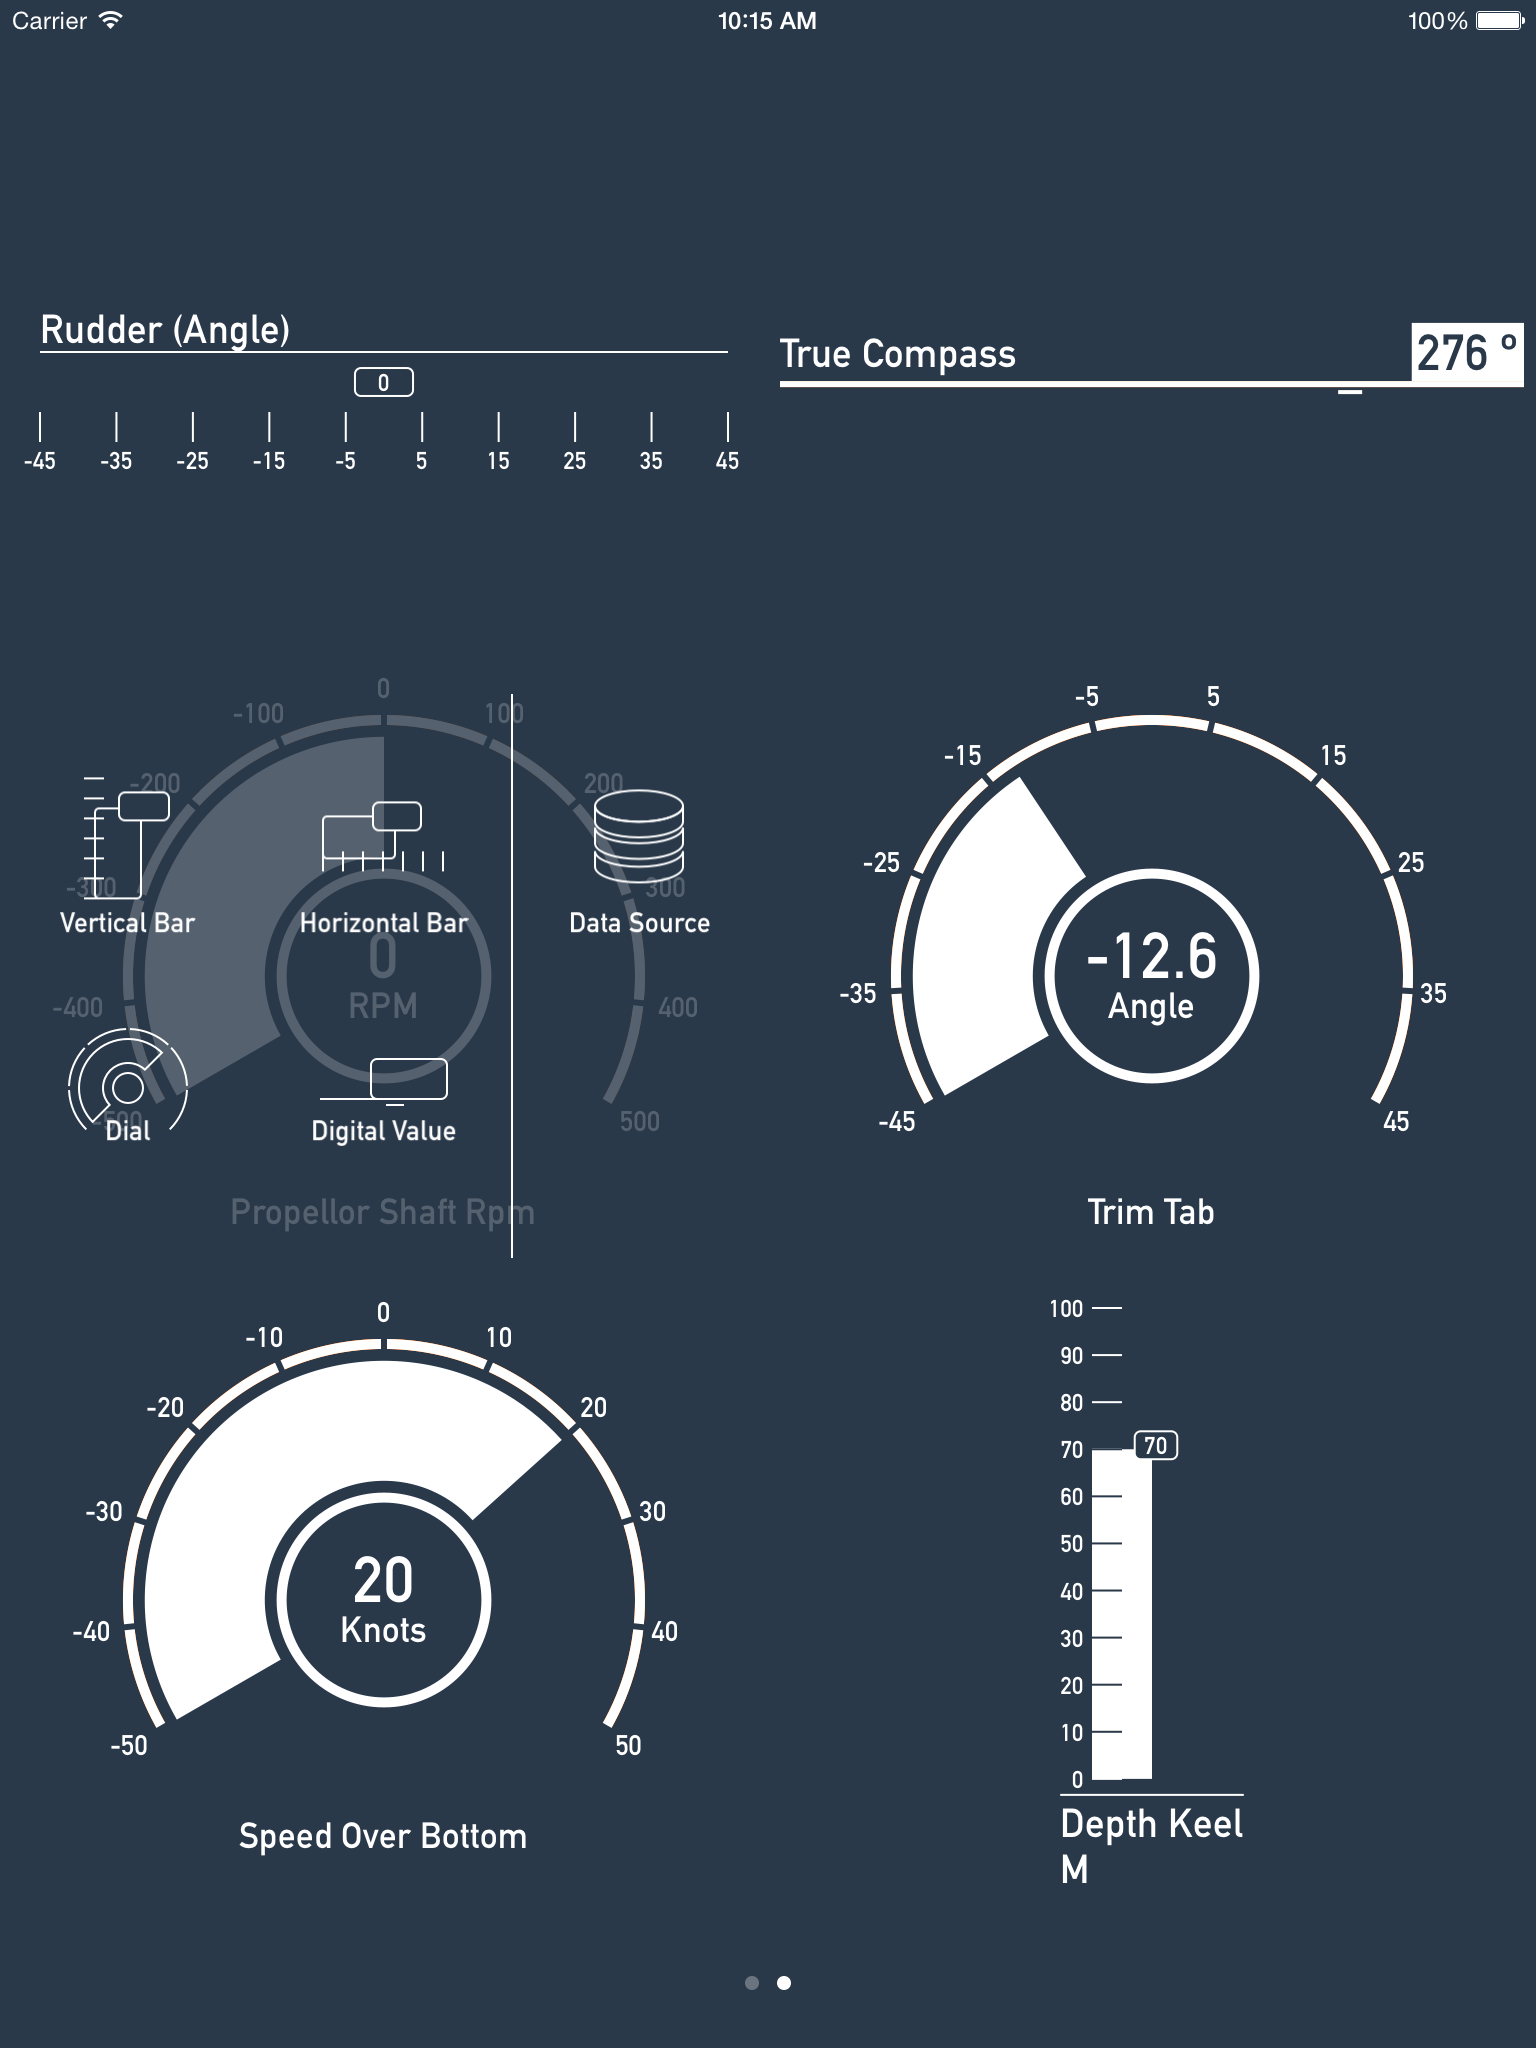 Carrier 10:15 AM 100%
Rudder (Angle)
0
-45 -35 -25 -15 -5 5 15 25 35 45
True Compass 276 °
0
-100 100
-200 200
-300 300
Vertical Bar Horizontal Bar Data Source
0
RPM
-400 400
-500 500
Dial Digital Value
Propellor Shaft Rpm
-5 5
-15 15
-25 25
-12.6
Angle
-35 35
-45 45
Trim Tab
0
-10 10
-20 20
-30 30
20
Knots
-40 40
-50 50
Speed Over Bottom
100
90
80
70 70
60
50
40
30
20
10
0
Depth Keel
M